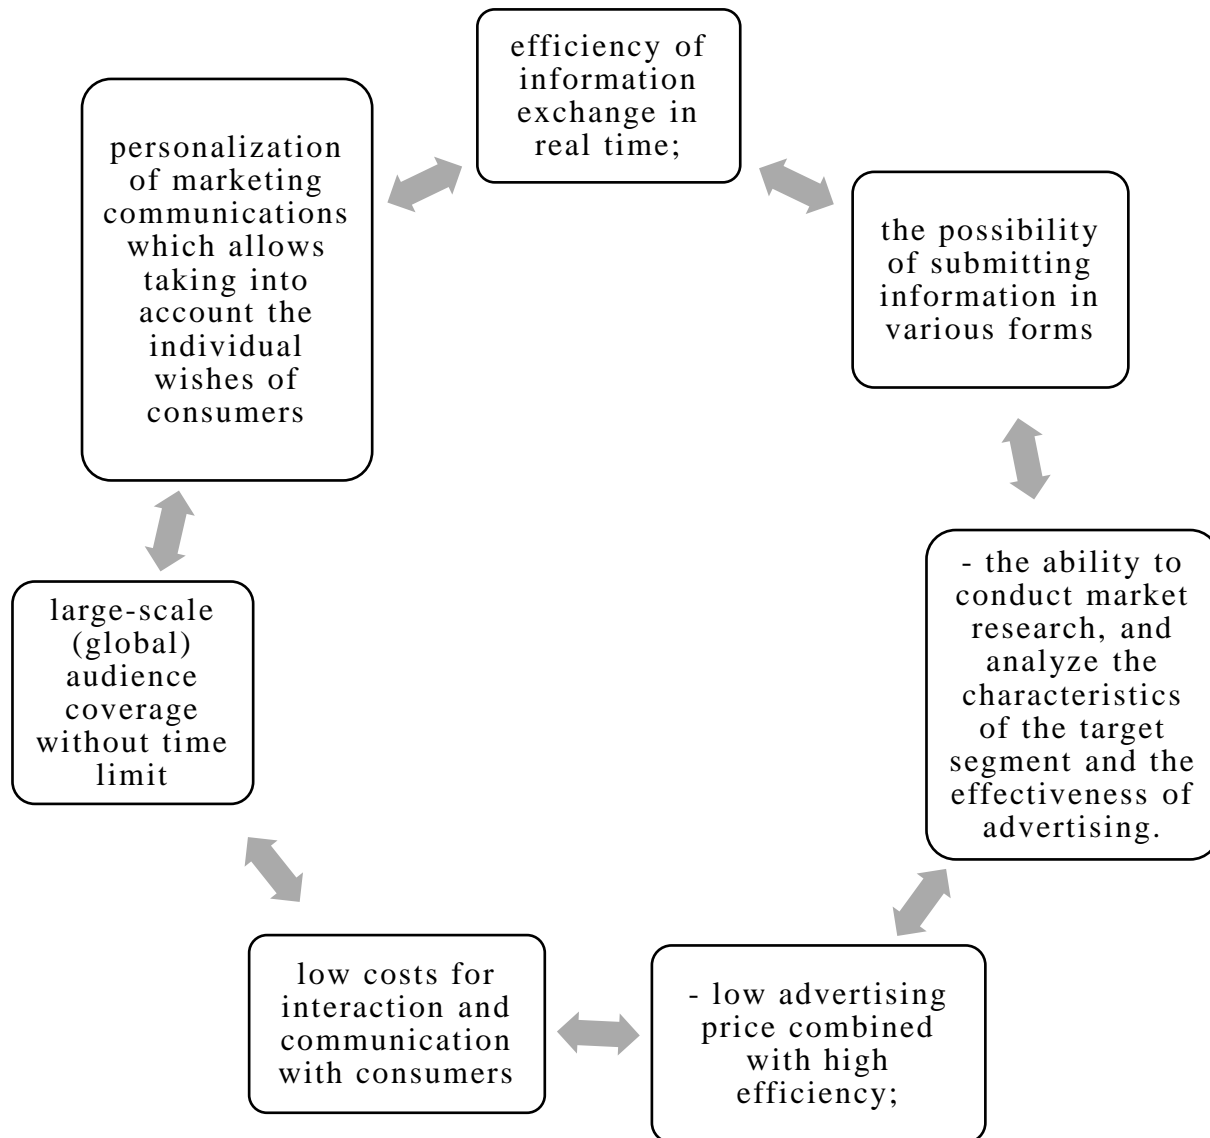 efficiency of
information
exchange in
real time;
the possibility
of submitting
information in
various forms
- the ability to
conduct market
research, and
analyze the
characteristics
of the target
segment and the
effectiveness of
advertising.
- low advertising
price combined
with high
efficiency;
low costs for
interaction and
communication
with consumers
large-scale
(global)
audience
coverage
without time
limit
personalization
of marketing
communications
which allows
taking into
account the
individual
wishes of
consumers